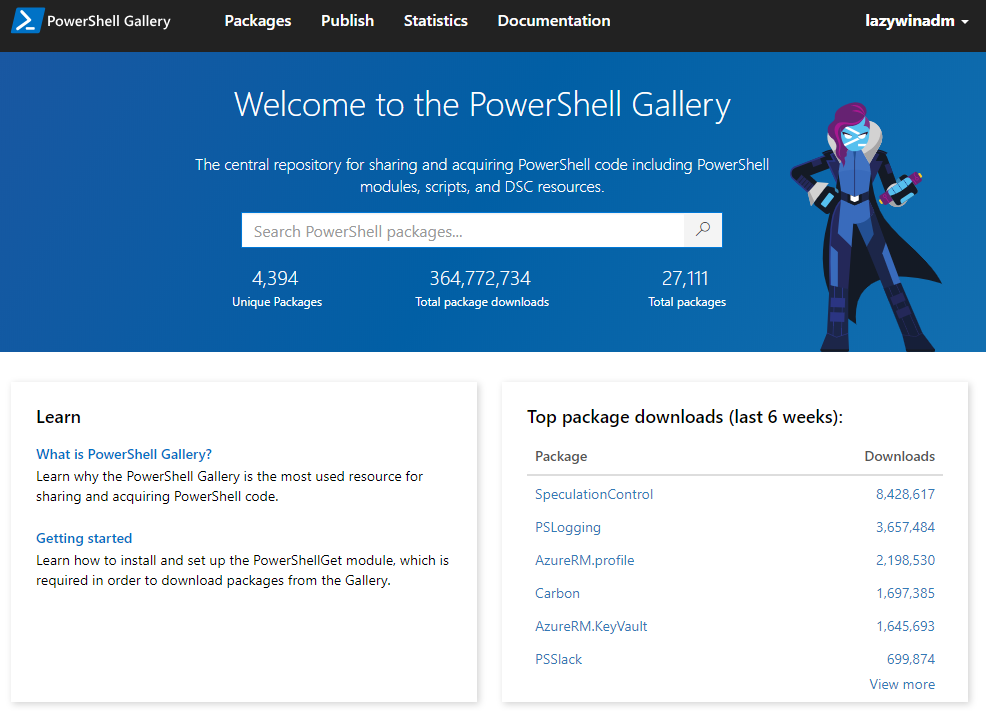 PowerShell Gallery Packages Publish Statistics Documentation lazywinadm
Welcome to the PowerShell Gallery
The central repository for sharing and acquiring PowerShell code including PowerShell
modules, scripts, and DSC resources.
Search PowerShell packages...
4,394 364,772,734 27,111
Unique Packages Total package downloads Total packages
Learn
What is PowerShell Gallery?
Learn why the PowerShell Gallery is the most used resource for
sharing and acquiring PowerShell code.
Getting started
Learn how to install and set up the PowerShellGet module, which is
required in order to download packages from the Gallery.
Top package downloads (last 6 weeks):
Package Downloads
SpeculationControl 8,428,617
PSLogging 3,657,484
AzureRM.profile 2,198,530
Carbon 1,697,385
AzureRM.KeyVault 1,645,693
PSSlack 699,874
View more